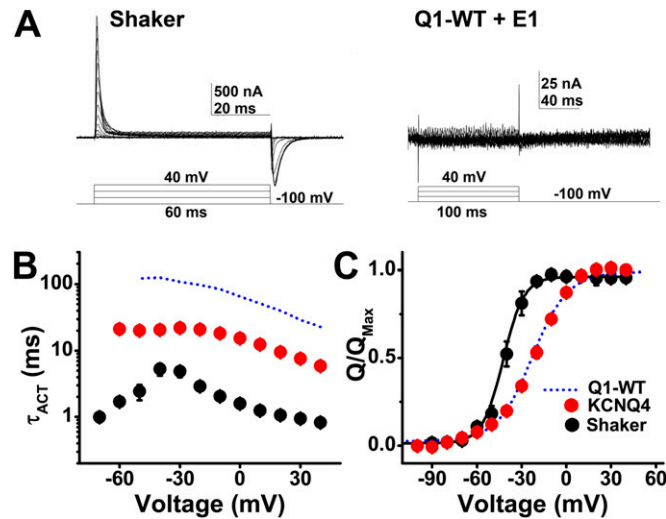 A
Shaker
Q1-WT + E1
500 nA
20 ms
25 nA
40 ms
40 mV
-100 mV
60 ms
40 mV
-100 mV
100 ms
B
C
τACT (ms)
100
10
1
-60 -30 0 30
Voltage (mV)
Q/QMax
1.0
0.5
0.0
Q1-WT
KCNQ4
Shaker
-90 -60 -30 0 30 60
Voltage (mV)